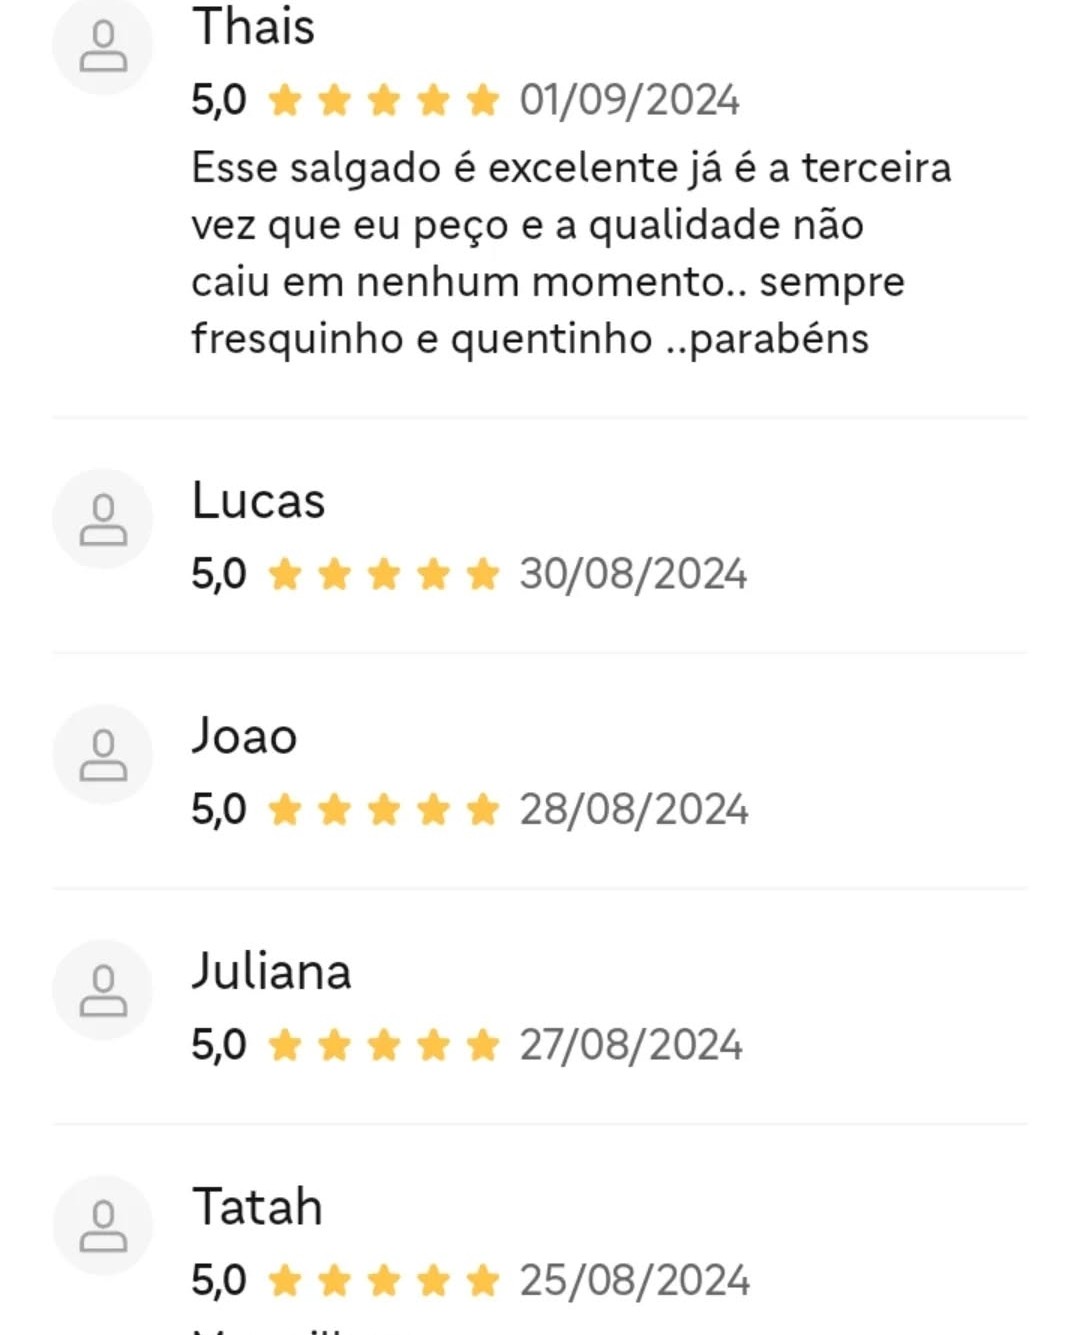 Thais
5,0 ★ ★ ★ ★ ★ 01/09/2024
Esse salgado é excelente já é a terceira
vez que eu peço e a qualidade não
caiu em nenhum momento.. sempre
fresquinho e quentinho ..parabéns
Lucas
5,0 ★ ★ ★ ★ ★ 30/08/2024
Joao
5,0 ★ ★ ★ ★ ★ 28/08/2024
Juliana
5,0 ★ ★ ★ ★ ★ 27/08/2024
Tatah
5,0 ★ ★ ★ ★ ★ 25/08/2024